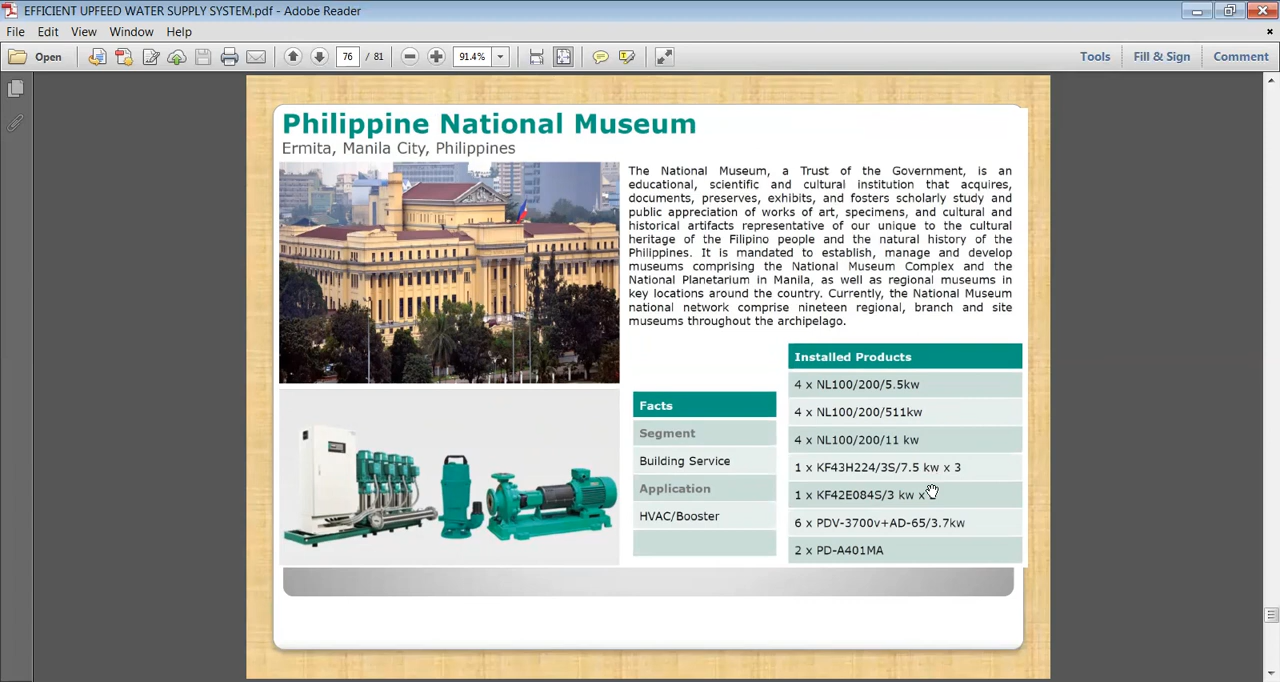 EFFICIENT UPFEED WATER SUPPLY SYSTEM.pdf - Adobe Reader
File Edit View Window Help
Open 76 / 81 91.4% Tools Fill & Sign Comment
Philippine National Museum
Ermita, Manila City, Philippines
The National Museum, a Trust of the Government, is an
educational, scientific and cultural institution that acquires,
documents, preserves, exhibits, and fosters scholarly study and
public appreciation of works of art, specimens, and cultural and
historical artifacts representative of our unique to the cultural
heritage of the Filipino people and the natural history of the
Philippines. It is mandated to establish, manage and develop
museums comprising the National Museum Complex and the
National Planetarium in Manila, as well as regional museums in
key locations around the country. Currently, the National Museum
national network comprise nineteen regional, branch and site
museums throughout the archipelago.
Facts
Segment
Building Service
Application
HVAC/Booster
Installed Products
4 x NL100/200/5.5kw
4 x NL100/200/511kw
4 x NL100/200/11 kw
1 x KF43H224/3S/7.5 kw x 3
1 x KF42E084S/3 kw x
6 x PDV-3700v+AD-65/3.7kw
2 x PD-A401MA